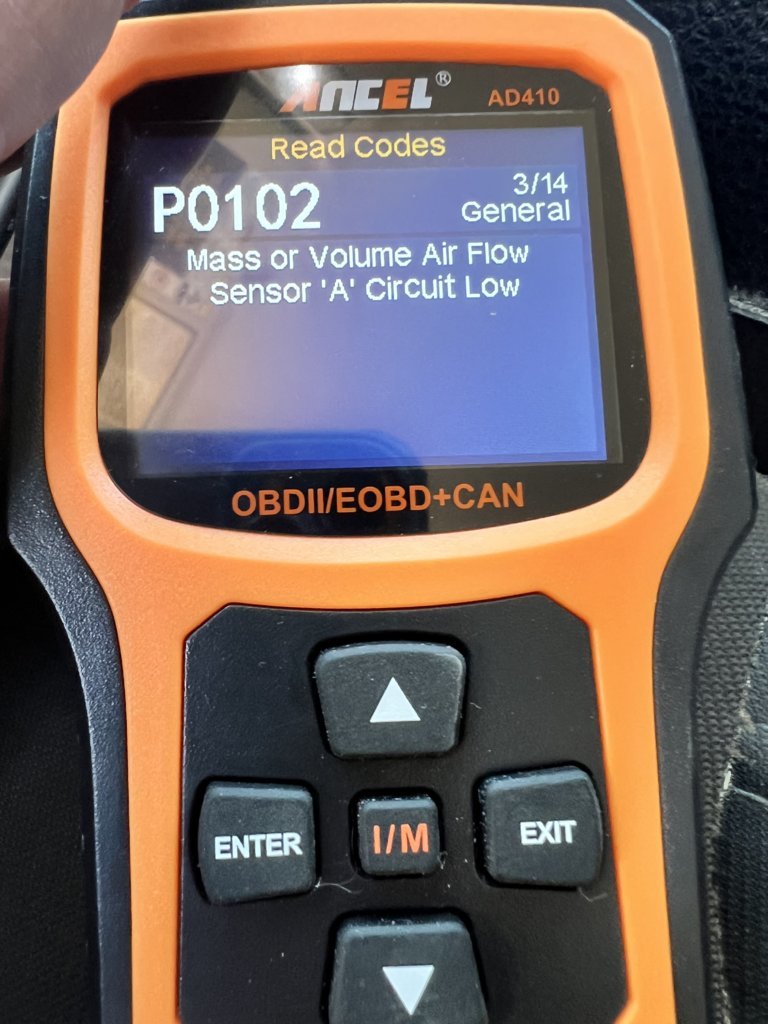 ANCEL®
AD410
Read Codes
P0102
3/14
General
Mass or Volume Air Flow
Sensor 'A' Circuit Low
OBDII/EOBD+CAN
▲
ENTER
I/M
EXIT
▼